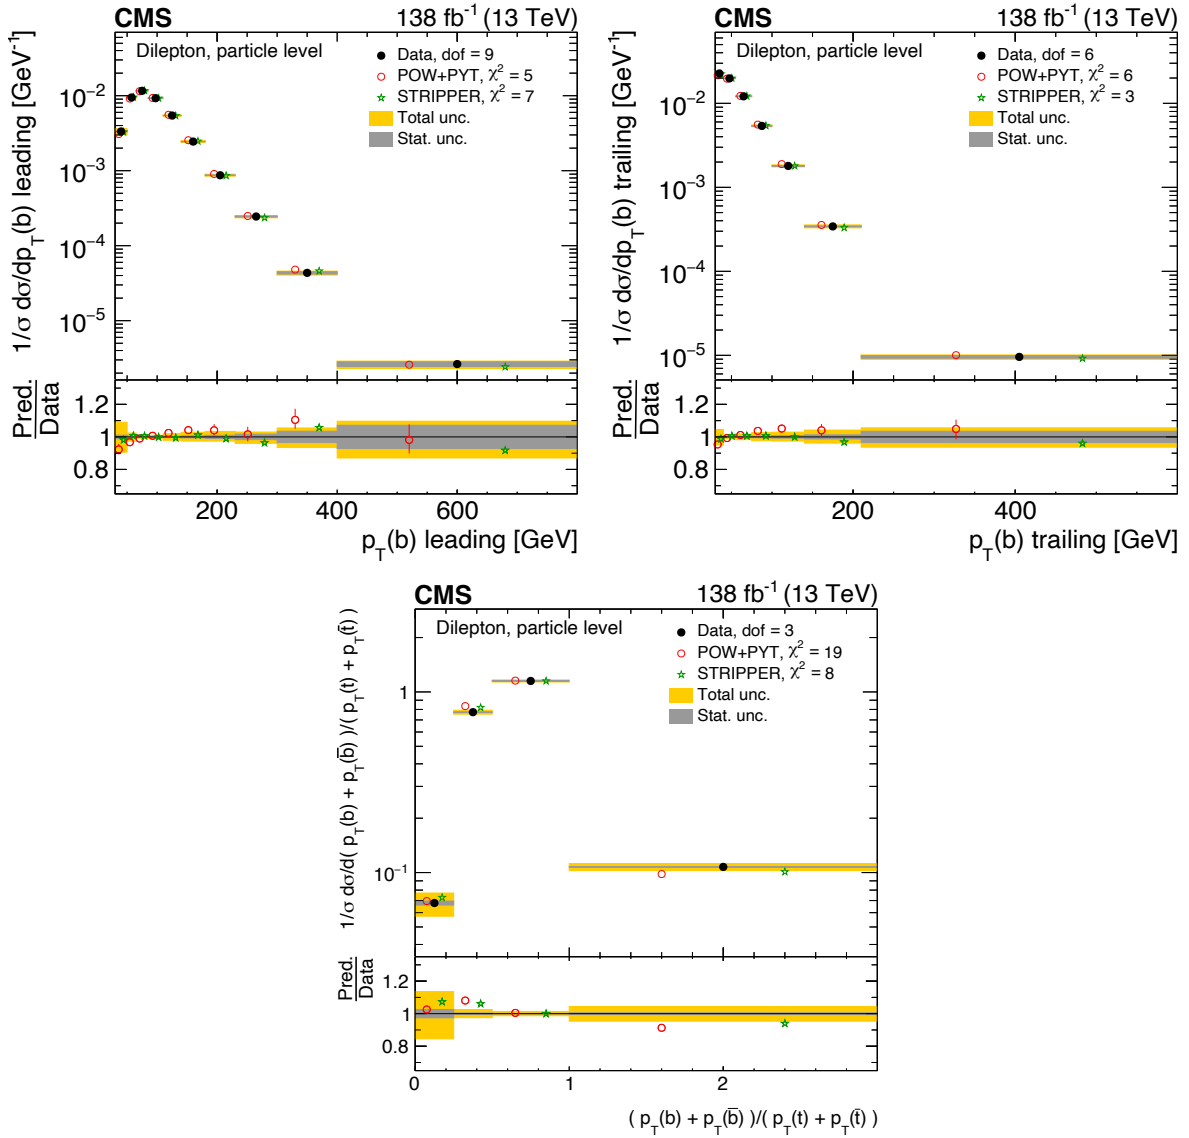 CMS 138 fb⁻¹ (13 TeV)
Dilepton, particle level
Data, dof = 9
POW+PYT, χ² = 5
STRIPPER, χ² = 7
Total unc.
Stat. unc.
1/σ dσ/dp_T(b) leading [GeV⁻¹]
10⁻²
10⁻³
10⁻⁴
10⁻⁵
Pred.
Data
1.2
1
0.8
200 400 600
p_T(b) leading [GeV]
CMS 138 fb⁻¹ (13 TeV)
Dilepton, particle level
Data, dof = 6
POW+PYT, χ² = 6
STRIPPER, χ² = 3
Total unc.
Stat. unc.
1/σ dσ/dp_T(b) trailing [GeV⁻¹]
10⁻²
10⁻³
10⁻⁴
10⁻⁵
Pred.
Data
1.2
1
0.8
200 400
p_T(b) trailing [GeV]
CMS 138 fb⁻¹ (13 TeV)
Dilepton, particle level
Data, dof = 3
POW+PYT, χ² = 19
STRIPPER, χ² = 8
Total unc.
Stat. unc.
1/σ dσ/d( p_T(b) + p_T(b̄) )/( p_T(t) + p_T(t̄) )
1
10⁻¹
Pred.
Data
1.2
1
0.8
0 1 2
( p_T(b) + p_T(b̄) )/( p_T(t) + p_T(t̄) )